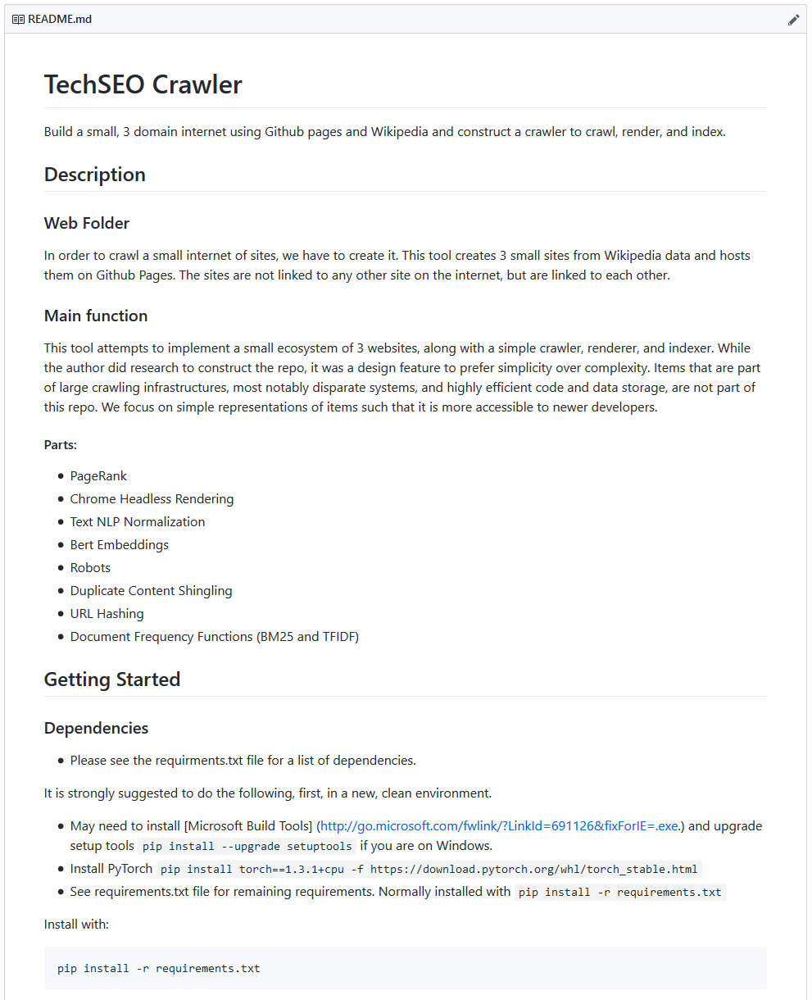 README.md
TechSEO Crawler
Build a small, 3 domain internet using Github pages and Wikipedia and construct a crawler to crawl, render, and index.
Description
Web Folder
In order to crawl a small internet of sites, we have to create it. This tool creates 3 small sites from Wikipedia data and hosts
them on Github Pages. The sites are not linked to any other site on the internet, but are linked to each other.
Main function
This tool attempts to implement a small ecosystem of 3 websites, along with a simple crawler, renderer, and indexer. While
the author did research to construct the repo, it was a design feature to prefer simplicity over complexity. Items that are part
of large crawling infrastructures, most notably disparate systems, and highly efficient code and data storage, are not part of
this repo. We focus on simple representations of items such that it is more accessible to newer developers.
Parts:
• PageRank
• Chrome Headless Rendering
• Text NLP Normalization
• Bert Embeddings
• Robots
• Duplicate Content Shingling
• URL Hashing
• Document Frequency Functions (BM25 and TFIDF)
Getting Started
Dependencies
• Please see the requirments.txt file for a list of dependencies.
It is strongly suggested to do the following, first, in a new, clean environment.
• May need to install [Microsoft Build Tools] (http://go.microsoft.com/fwlink/?LinkId=691126&fixForIE=.exe.) and upgrade
setup tools pip install --upgrade setuptools if you are on Windows.
• Install PyTorch pip install torch==1.3.1+cpu -f https://download.pytorch.org/whl/torch_stable.html
• See requirements.txt file for remaining requirements. Normally installed with pip install -r requirements.txt
Install with:
pip install -r requirements.txt